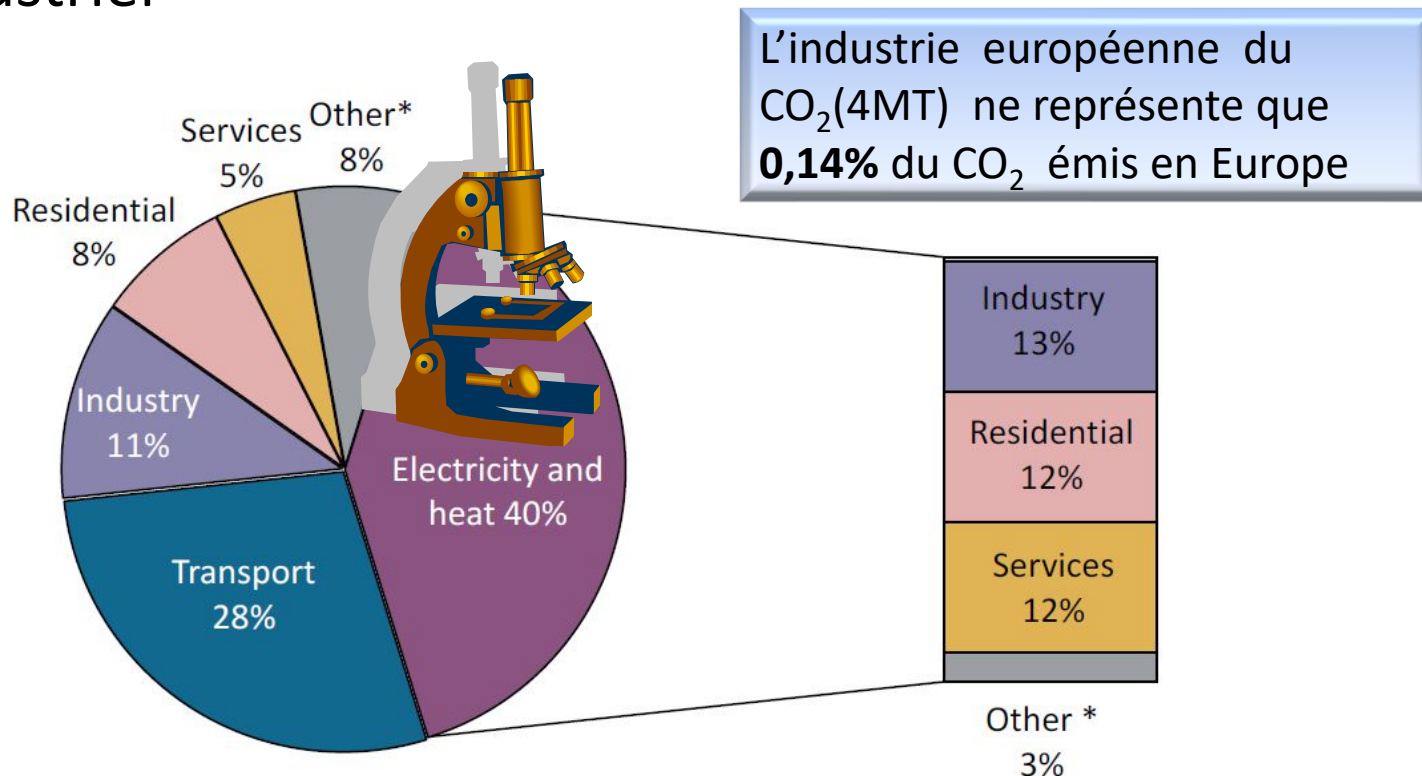 L’industrie européenne du
CO₂(4MT) ne représente que
0,14% du CO₂ émis en Europe
Other*
8%
Services
5%
Residential
8%
Industry
11%
Transport
28%
Electricity and
heat 40%
Industry
13%
Residential
12%
Services
12%
Other *
3%